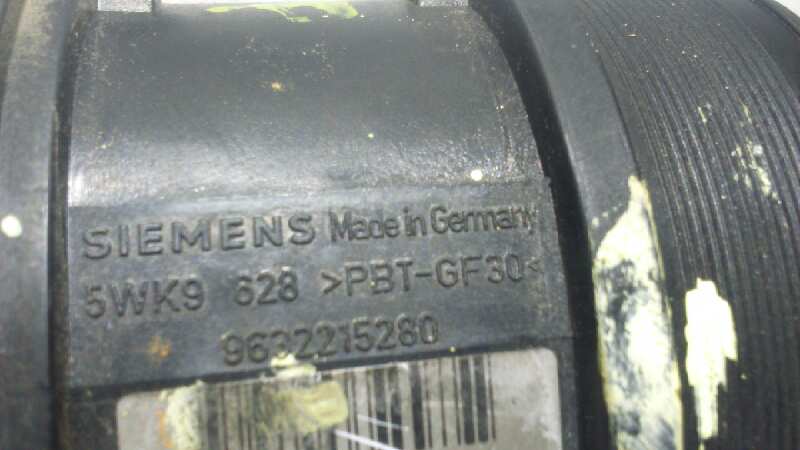 SIEMENS Made in Germany
5WK9 628 >PBT-GF30<
9632215280